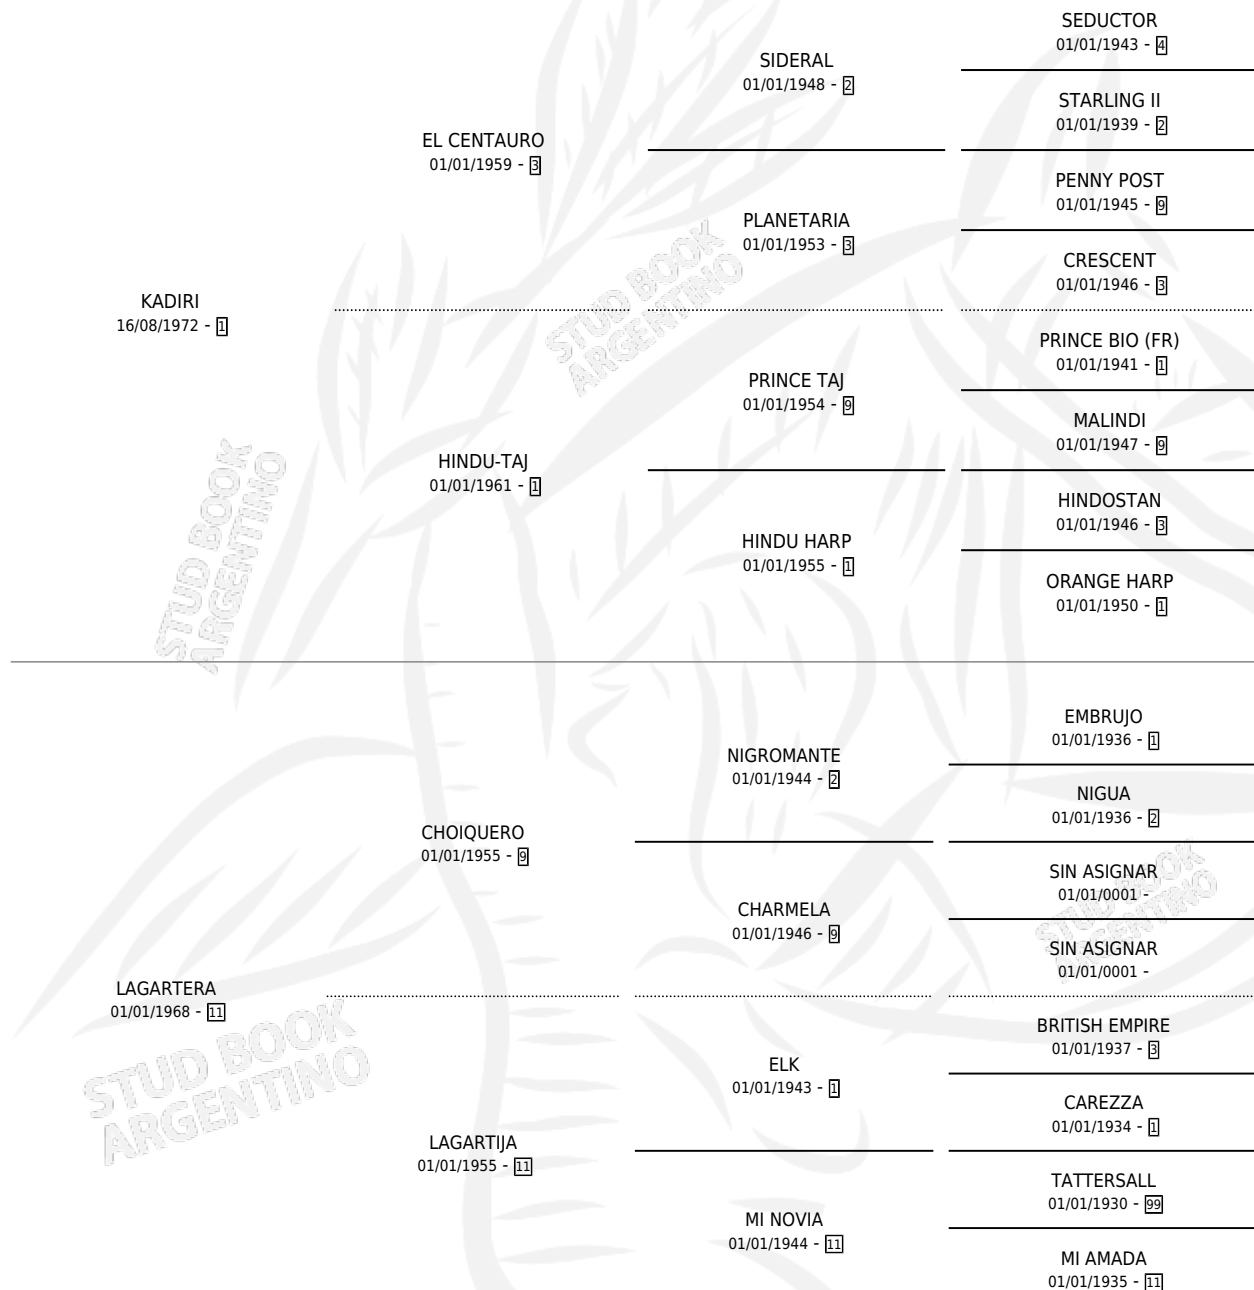 SEDUCTOR
01/01/1943 - 4
SIDERAL
01/01/1948 - 2
STARLING II
01/01/1939 - 2
EL CENTAURO
01/01/1959 - 3
PENNY POST
01/01/1945 - 9
PLANETARIA
01/01/1953 - 3
CRESCENT
01/01/1946 - 3
KADIRI
16/08/1972 - 1
PRINCE BIO (FR)
01/01/1941 - 1
PRINCE TAJ
01/01/1954 - 9
MALINDI
01/01/1947 - 9
HINDU-TAJ
01/01/1961 - 1
HINDOSTAN
01/01/1946 - 3
HINDU HARP
01/01/1955 - 1
ORANGE HARP
01/01/1950 - 1
STUD BOOK
ARGENTINO
STUD BOOK
ARGENTINO
EMBRUJO
01/01/1936 - 1
NIGROMANTE
01/01/1944 - 2
NIGUA
01/01/1936 - 2
CHOIQUERO
01/01/1955 - 9
SIN ASIGNAR
01/01/0001 -
CHARMELA
01/01/1946 - 9
SIN ASIGNAR
01/01/0001 -
LAGARTERA
01/01/1968 - 11
BRITISH EMPIRE
01/01/1937 - 3
ELK
01/01/1943 - 1
CAREZZA
01/01/1934 - 1
LAGARTIJA
01/01/1955 - 11
TATTERSALL
01/01/1930 - 99
MI NOVIA
01/01/1944 - 11
MI AMADA
01/01/1935 - 11
STUD BOOK
ARGENTINO
STUD BOOK
ARGENTINO